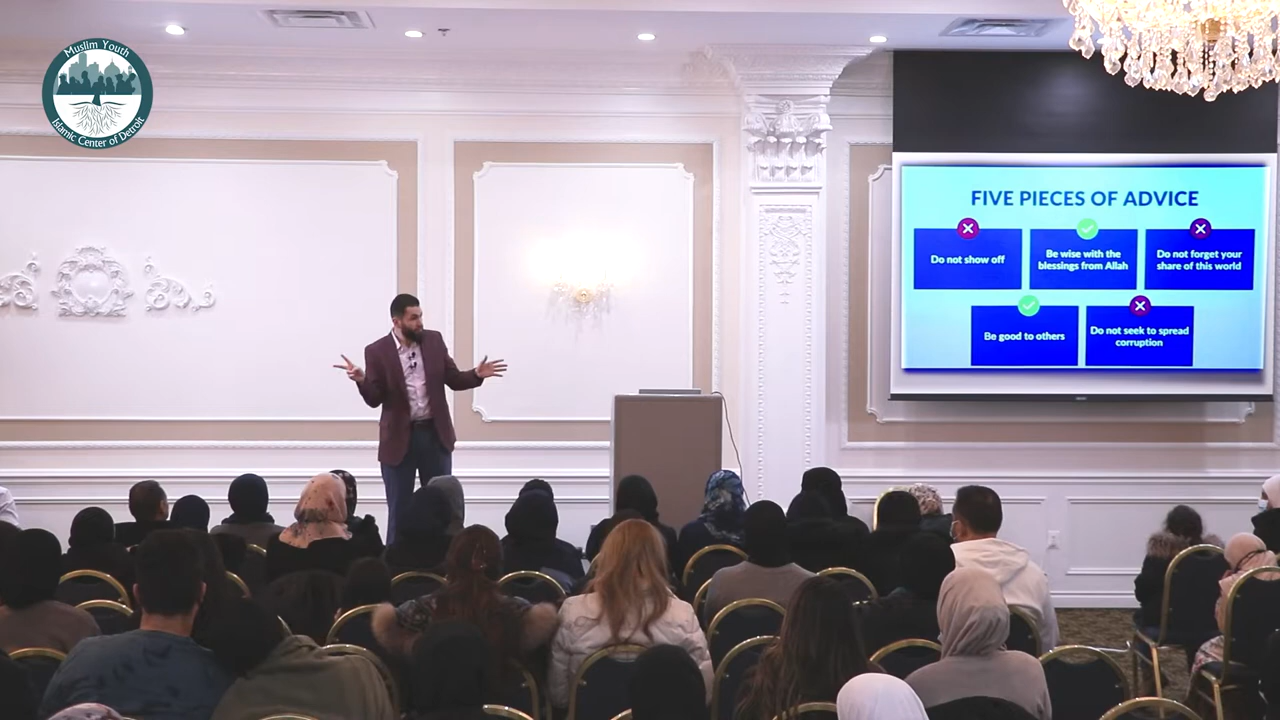 Muslim Youth
Islamic Center of Detroit
FIVE PIECES OF ADVICE
Do not show off
Be wise with the
blessings from Allah
Do not forget your
share of this world
Be good to others
Do not seek to spread
corruption